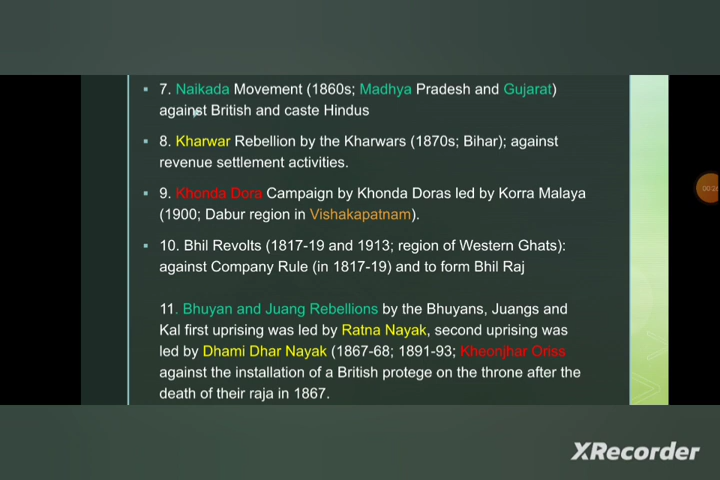 7. Naikada Movement (1860s; Madhya Pradesh and Gujarat)
against British and caste Hindus
8. Kharwar Rebellion by the Kharwars (1870s; Bihar); against
revenue settlement activities.
9. Khonda Dora Campaign by Khonda Doras led by Korra Malaya
(1900; Dabur region in Vishakapatnam).
10. Bhil Revolts (1817-19 and 1913; region of Western Ghats):
against Company Rule (in 1817-19) and to form Bhil Raj
11. Bhuyan and Juang Rebellions by the Bhuyans, Juangs and
Kal first uprising was led by Ratna Nayak, second uprising was
led by Dhami Dhar Nayak (1867-68; 1891-93; Kheonjhar Oriss
against the installation of a British protege on the throne after the
death of their raja in 1867.
XRecorder